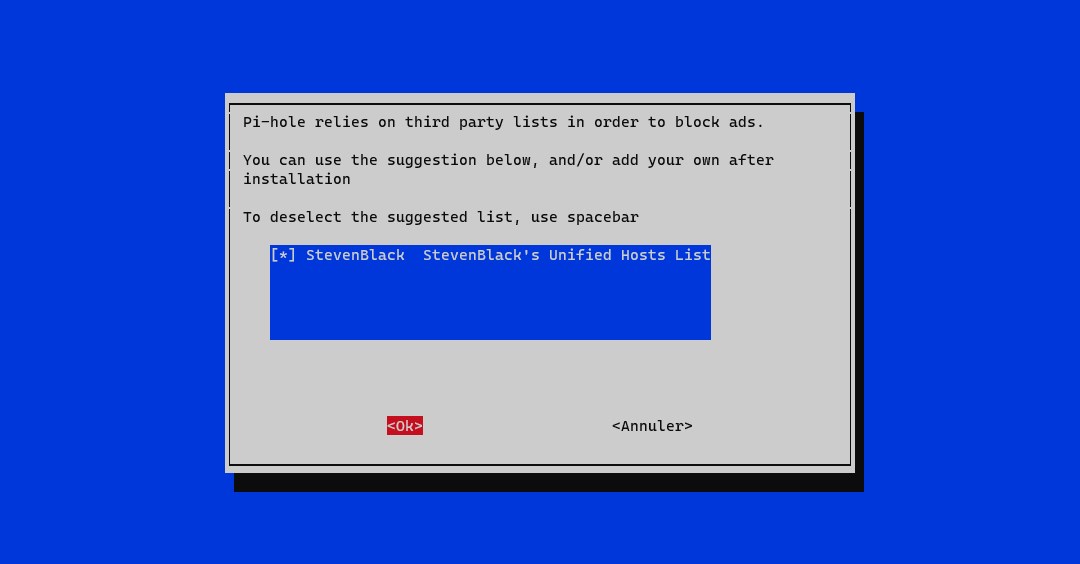 Pi-hole relies on third party lists in order to block ads.
You can use the suggestion below, and/or add your own after
installation
To deselect the suggested list, use spacebar
[*] StevenBlack  StevenBlack's Unified Hosts List
<Ok> <Annuler>